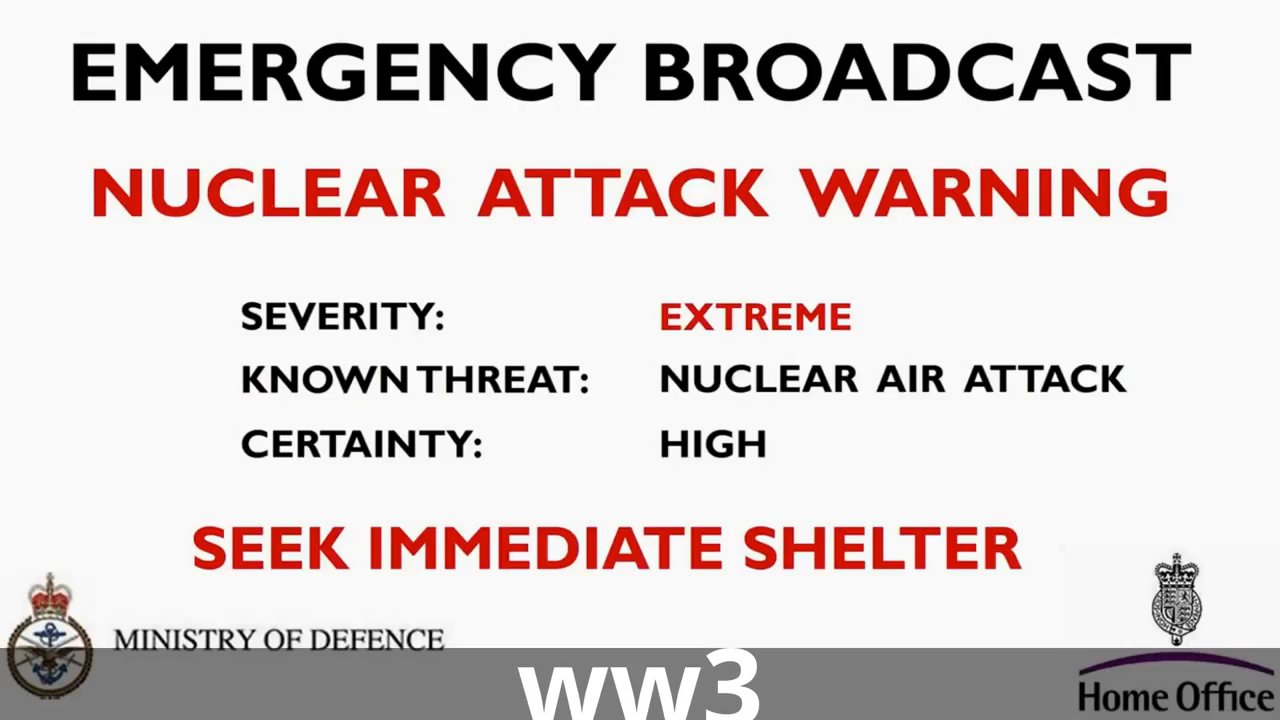 EMERGENCY BROADCAST
NUCLEAR ATTACK WARNING
SEVERITY: EXTREME
KNOWN THREAT: NUCLEAR AIR ATTACK
CERTAINTY: HIGH
SEEK IMMEDIATE SHELTER
MINISTRY OF DEFENCE
ww3
Home Office